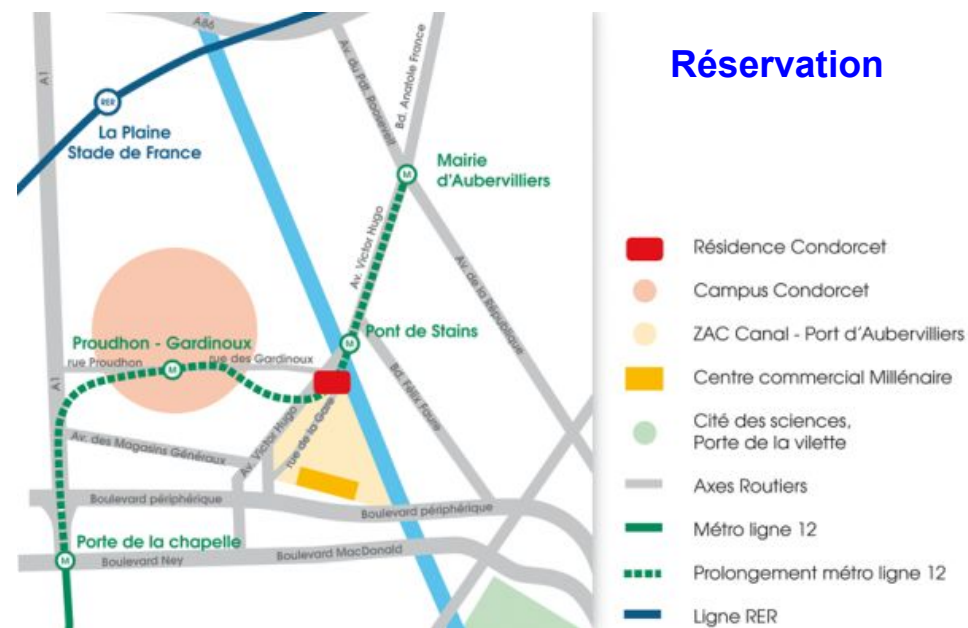 A86
A1
Av. du Pdt. Roosevelt
Bd. Anatole France
RER
La Plaine
Stade de France
M
Mairie
d'Aubervilliers
Av. Victor Hugo
Av. de la République
Proudhon - Gardinoux
rue Proudhon
M
rue des Gardinoux
M
Pont de Stains
A1
Bd. Félix Faure
Av. des Magasins Généraux
Av. Victor Hugo
rue de la Gare
Boulevard périphérique
Boulevard périphérique
Porte de la chapelle
M
Boulevard Ney
Boulevard MacDonald
Réservation
Résidence Condorcet
Campus Condorcet
ZAC Canal - Port d'Aubervilliers
Centre commercial Millénaire
Cité des sciences,
Porte de la vilette
Axes Routiers
Métro ligne 12
Prolongement métro ligne 12
Ligne RER